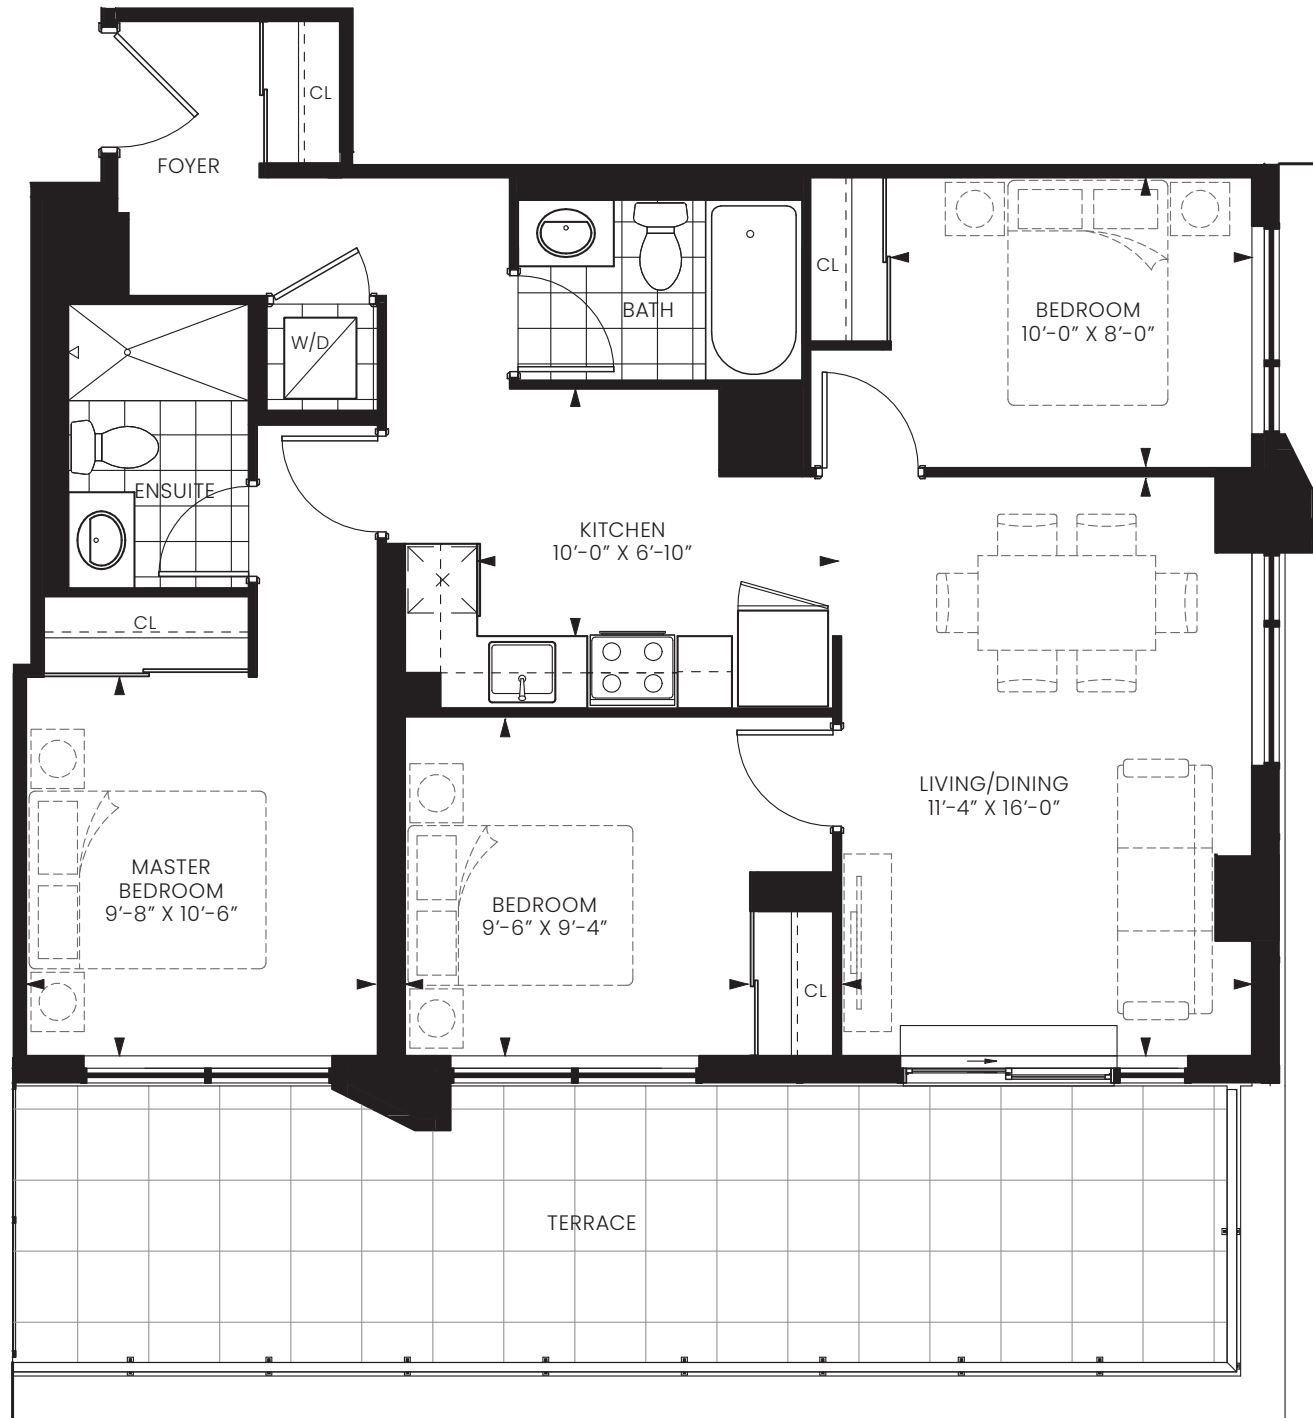 CL
FOYER
CL
BATH
BEDROOM
10’-0” X 8’-0”
W/D
ENSUITE
KITCHEN
10’-0” X 6’-10”
CL
LIVING/DINING
11’-4” X 16’-0”
MASTER
BEDROOM
9’-8” X 10’-6”
BEDROOM
9’-6” X 9’-4”
CL
TERRACE